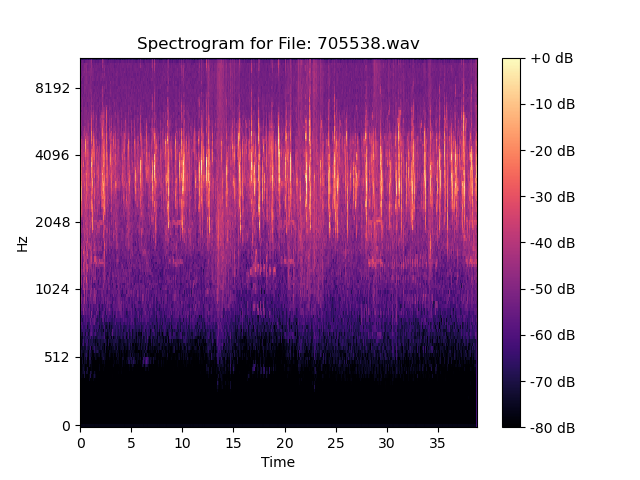 Spectrogram for File: 705538.wav
Hz
8192
4096
2048
1024
512
0
0 5 10 15 20 25 30 35
Time
+0 dB
-10 dB
-20 dB
-30 dB
-40 dB
-50 dB
-60 dB
-70 dB
-80 dB